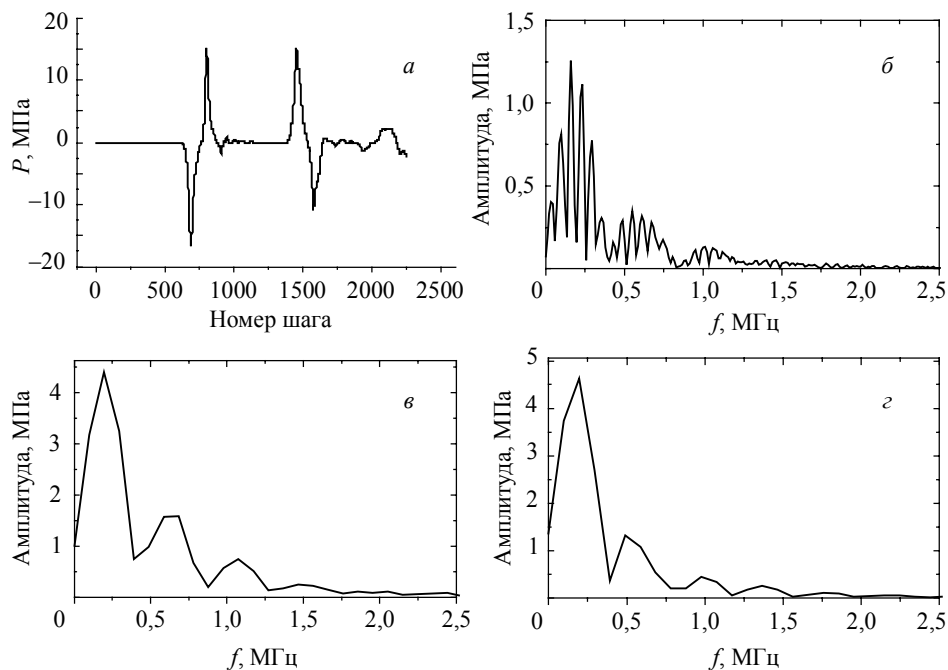 P, МПа
20
10
0
–10
–20
а
0 500 1000 1500 2000 2500
Номер шага
Амплитуда, МПа
1,5
1,0
0,5
б
0 0,5 1,0 1,5 2,0 2,5
f, МГц
Амплитуда, МПа
4
3
2
1
в
0 0,5 1,0 1,5 2,0 2,5
f, МГц
Амплитуда, МПа
5
4
3
2
1
г
0 0,5 1,0 1,5 2,0 2,5
f, МГц